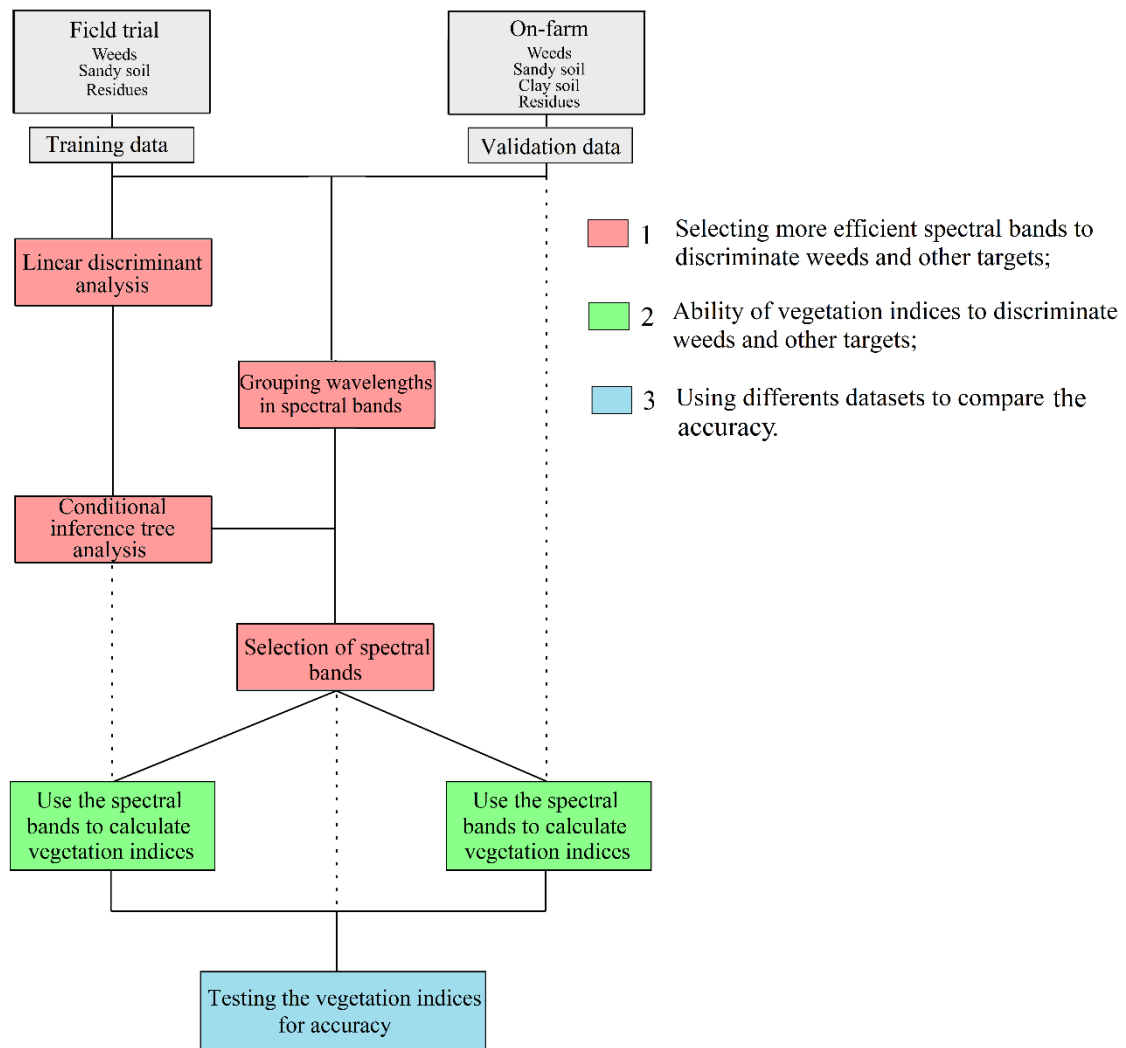 Field trial
Weeds
Sandy soil
Residues
On-farm
Weeds
Sandy soil
Clay soil
Residues
Training data
Validation data
Linear discriminant
analysis
Grouping wavelengths
in spectral bands
Conditional
inference tree
analysis
Selection of spectral
bands
Use the spectral
bands to calculate
vegetation indices
Use the spectral
bands to calculate
vegetation indices
Testing the vegetation indices
for accuracy
1 Selecting more efficient spectral bands to
discriminate weeds and other targets;
2 Ability of vegetation indices to discriminate
weeds and other targets;
3 Using differents datasets to compare the
accuracy.